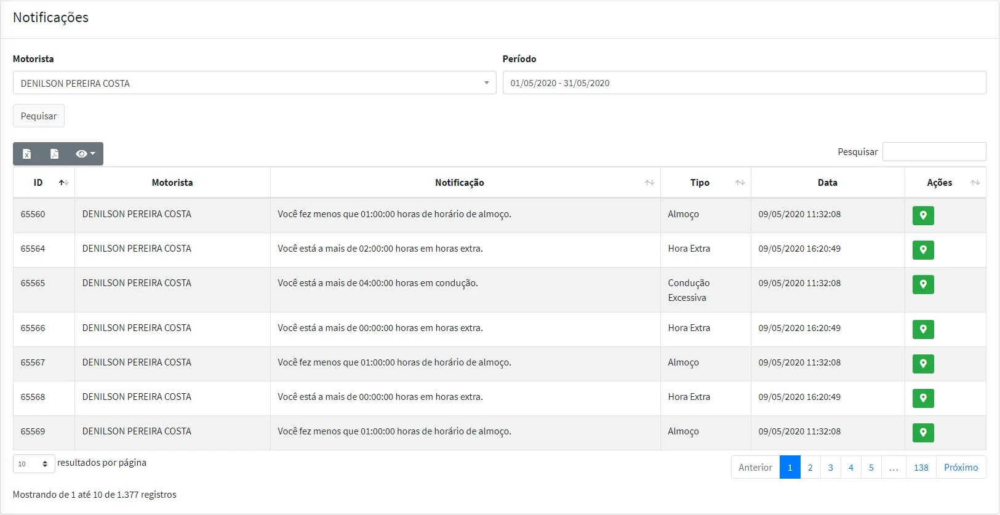 Notificações
Motorista Período
DENILSON PEREIRA COSTA 01/05/2020 - 31/05/2020
Pequisar
Pesquisar
ID Motorista Notificação Tipo Data Ações
65560 DENILSON PEREIRA COSTA Você fez menos que 01:00:00 horas de horário de almoço. Almoço 09/05/2020 11:32:08
65564 DENILSON PEREIRA COSTA Você está a mais de 02:00:00 horas em horas extra. Hora Extra 09/05/2020 16:20:49
65565 DENILSON PEREIRA COSTA Você está a mais de 04:00:00 horas em condução. Condução 09/05/2020 11:32:08
Excessiva
65566 DENILSON PEREIRA COSTA Você está a mais de 00:00:00 horas em horas extra. Hora Extra 09/05/2020 16:20:49
65567 DENILSON PEREIRA COSTA Você fez menos que 01:00:00 horas de horário de almoço. Almoço 09/05/2020 11:32:08
65568 DENILSON PEREIRA COSTA Você está a mais de 00:00:00 horas em horas extra. Hora Extra 09/05/2020 16:20:49
65569 DENILSON PEREIRA COSTA Você fez menos que 01:00:00 horas de horário de almoço. Almoço 09/05/2020 11:32:08
10 resultados por página Anterior 1 2 3 4 5 ... 138 Próximo
Mostrando de 1 até 10 de 1.377 registros